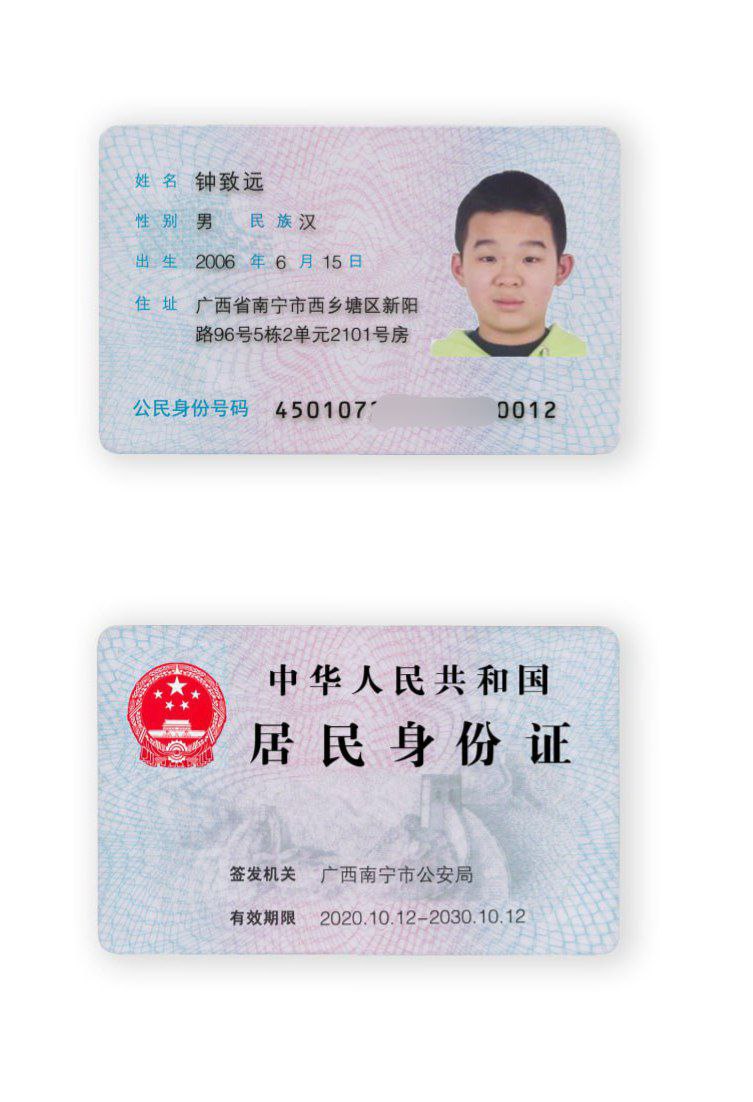 姓名 钟致远
性别 男 民族 汉
出生 2006 年 6 月 15 日
住址 广西省南宁市西乡塘区新阳
路96号5栋2单元2101号房
公民身份号码 450107 0012
中华人民共和国
居民身份证
签发机关 广西南宁市公安局
有效期限 2020.10.12-2030.10.12